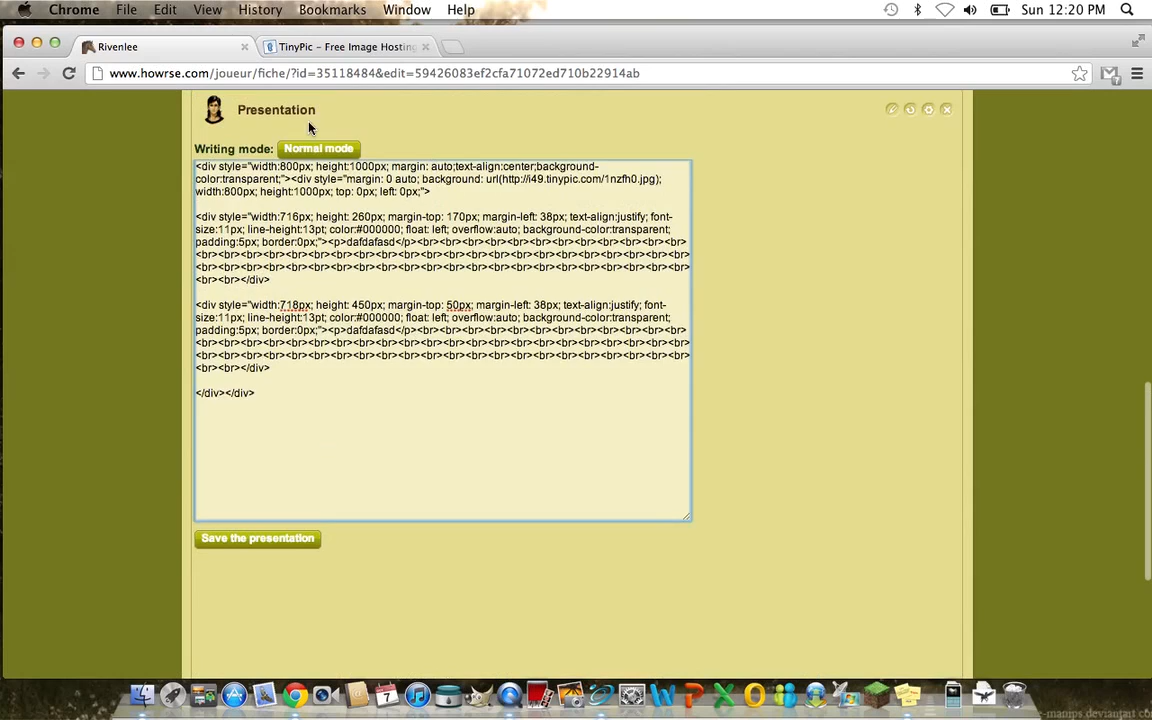 Chrome File Edit View History Bookmarks Window Help Sun 12:20 PM
Rivenlee TinyPic – Free Image Hosting
www.howrse.com/joueur/fiche/?id=35118484&edit=59426083ef2cfa71072ed710b22914ab
Presentation
Writing mode: Normal mode
<div style="width:800px; height:1000px; margin: auto;text-align:center;background-
color:transparent;"><div style="margin: 0 auto; background: url(http://i49.tinypic.com/1nzfh0.jpg);
width:800px; height:1000px; top: 0px; left: 0px;">
<div style="width:716px; height: 260px; margin-top: 170px; margin-left: 38px; text-align:justify; font-
size:11px; line-height:13pt; color:#000000; float: left; overflow:auto; background-color:transparent;
padding:5px; border:0px;"><p>dafdafasd</p><br><br><br><br><br><br><br><br><br><br><br><br>
<br><br><br><br><br><br><br><br><br><br><br><br><br><br><br><br><br><br><br><br><br><br>
<br><br><br><br><br><br><br><br><br><br><br><br><br><br><br><br><br><br><br><br><br><br>
<br><br></div>
<div style="width:718px; height: 450px; margin-top: 50px; margin-left: 38px; text-align:justify; font-
size:11px; line-height:13pt; color:#000000; float: left; overflow:auto; background-color:transparent;
padding:5px; border:0px;"><p>dafdafasd</p><br><br><br><br><br><br><br><br><br><br><br><br>
<br><br><br><br><br><br><br><br><br><br><br><br><br><br><br><br><br><br><br><br><br><br>
<br><br><br><br><br><br><br><br><br><br><br><br><br><br><br><br><br><br><br><br><br><br>
<br><br></div>
</div></div>
Save the presentation